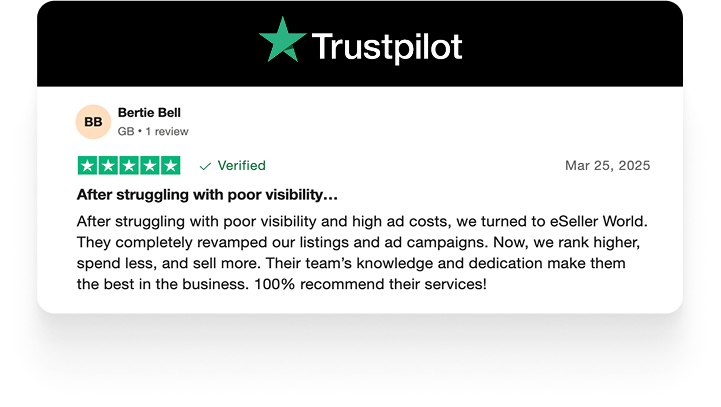 Trustpilot
BB
Bertie Bell
GB • 1 review
Verified
Mar 25, 2025
After struggling with poor visibility...
After struggling with poor visibility and high ad costs, we turned to eSeller World.
They completely revamped our listings and ad campaigns. Now, we rank higher,
spend less, and sell more. Their team's knowledge and dedication make them
the best in the business. 100% recommend their services!